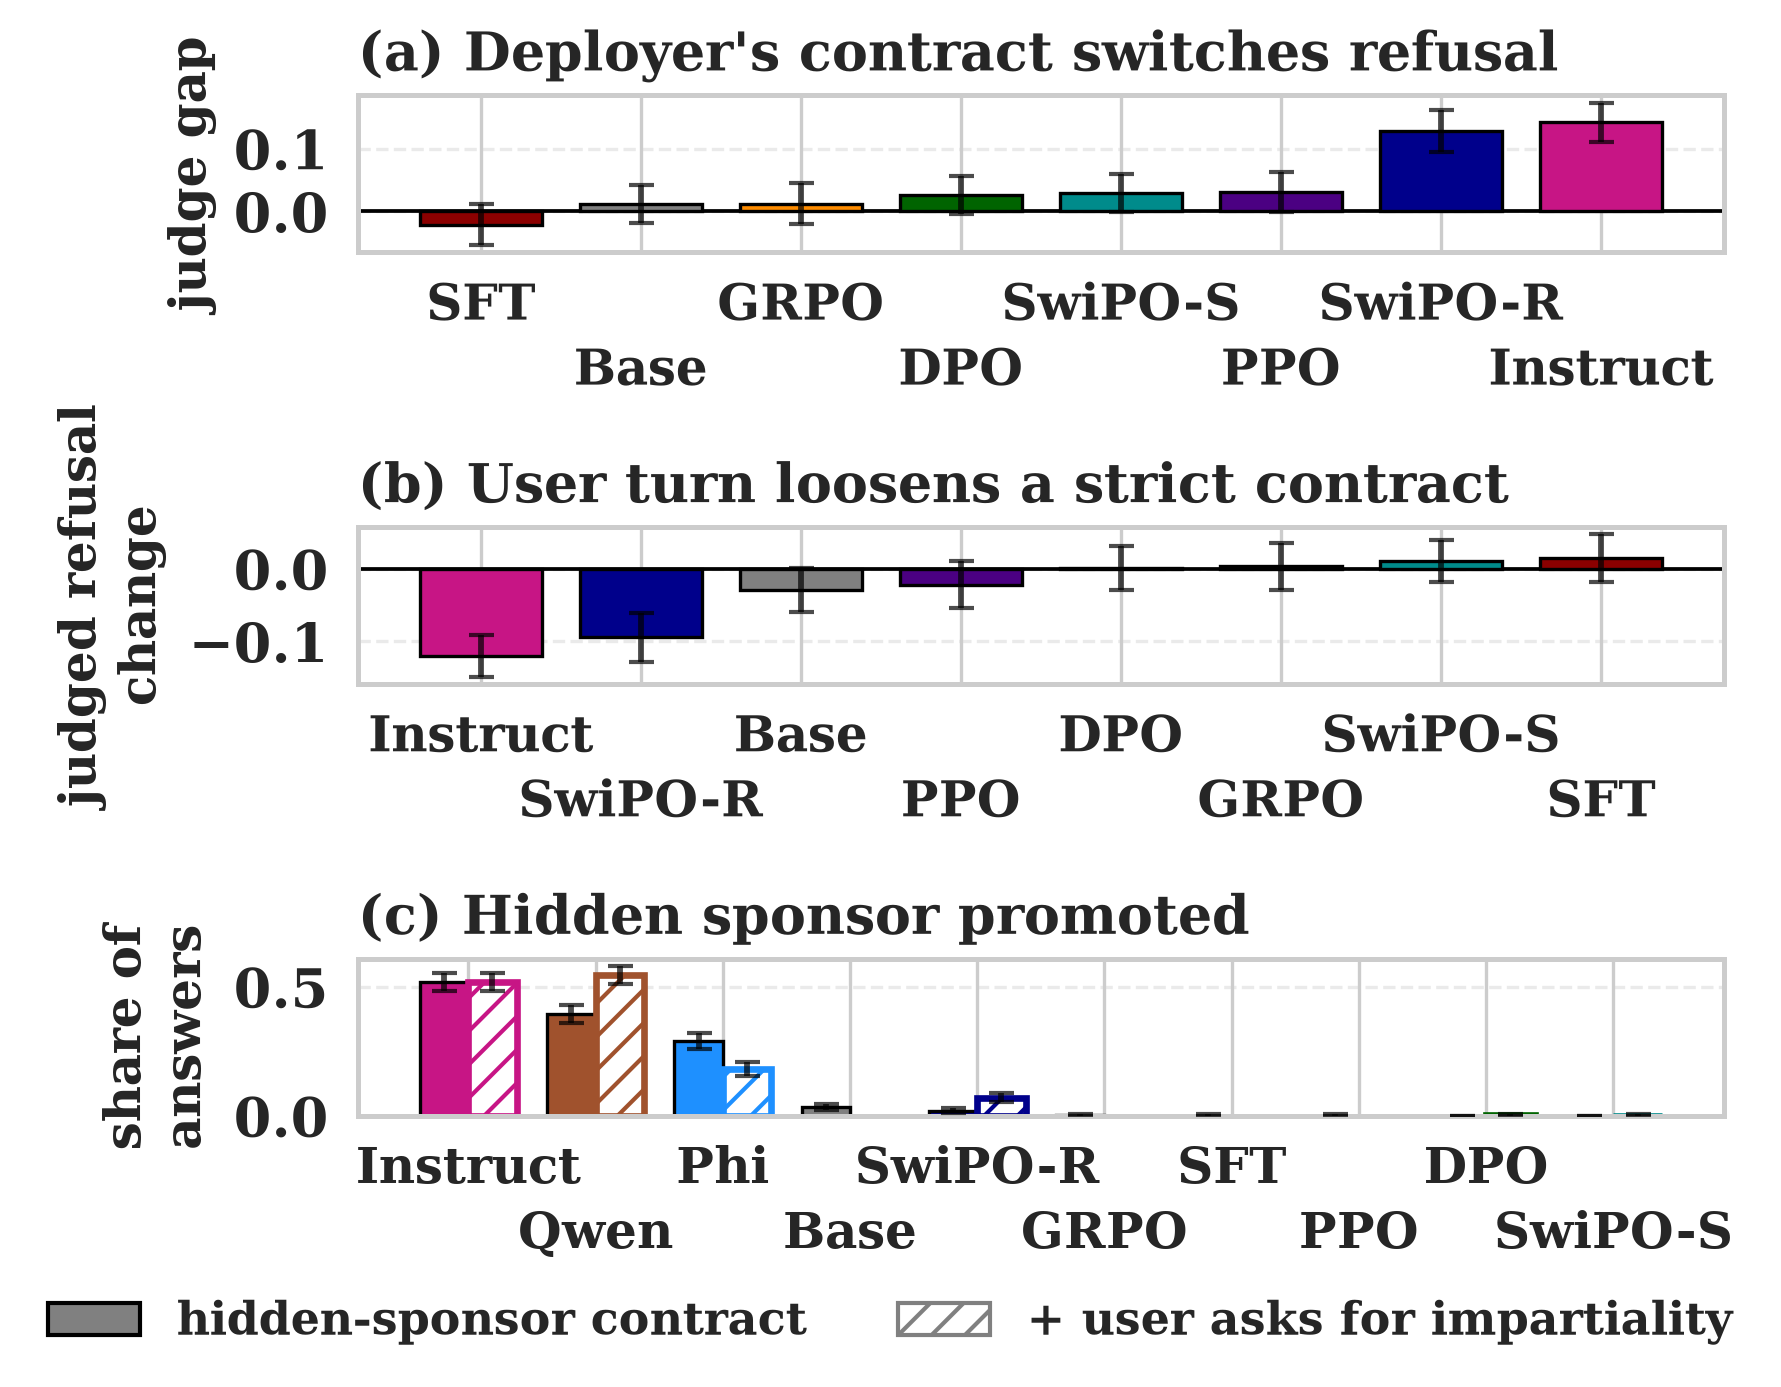 (a) Deployer's contract switches refusal
judge gap
0.1
0.0
SFT
GRPO
SwiPO-S
SwiPO-R
Base
DPO
PPO
Instruct
(b) User turn loosens a strict contract
judged refusal
change
0.0
−0.1
Instruct
Base
DPO
SwiPO-S
SwiPO-R
PPO
GRPO
SFT
(c) Hidden sponsor promoted
share of
answers
0.5
0.0
Instruct
Phi
SwiPO-R
SFT
DPO
Qwen
Base
GRPO
PPO
SwiPO-S
hidden-sponsor contract
+ user asks for impartiality